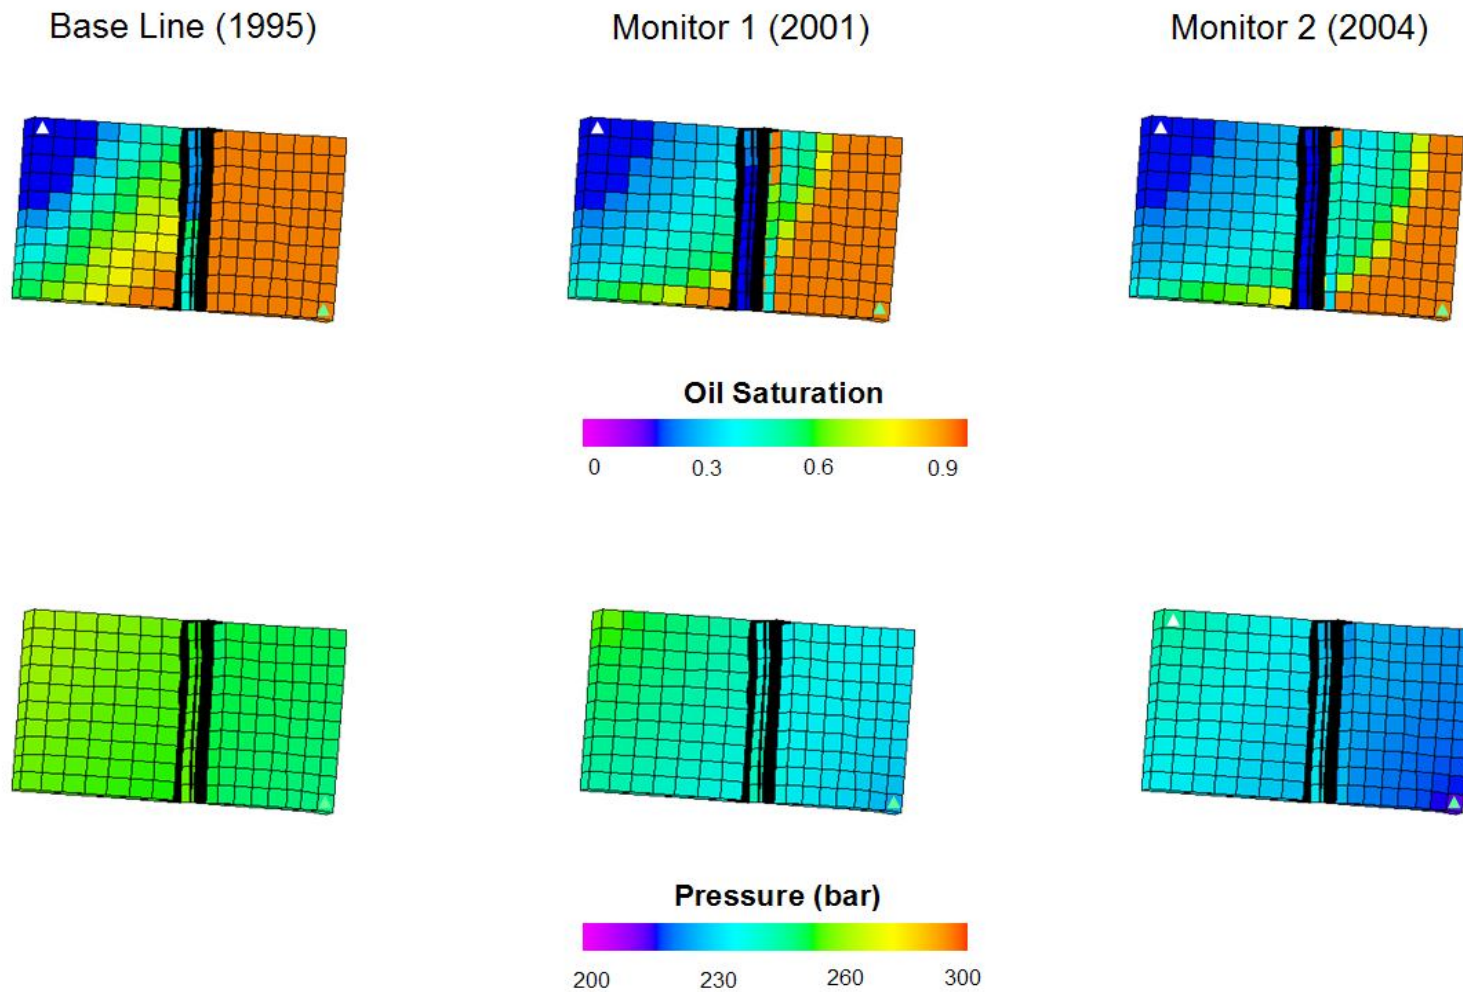 Base Line (1995) Monitor 1 (2001) Monitor 2 (2004)
Oil Saturation
0 0.3 0.6 0.9
Pressure (bar)
200 230 260 300